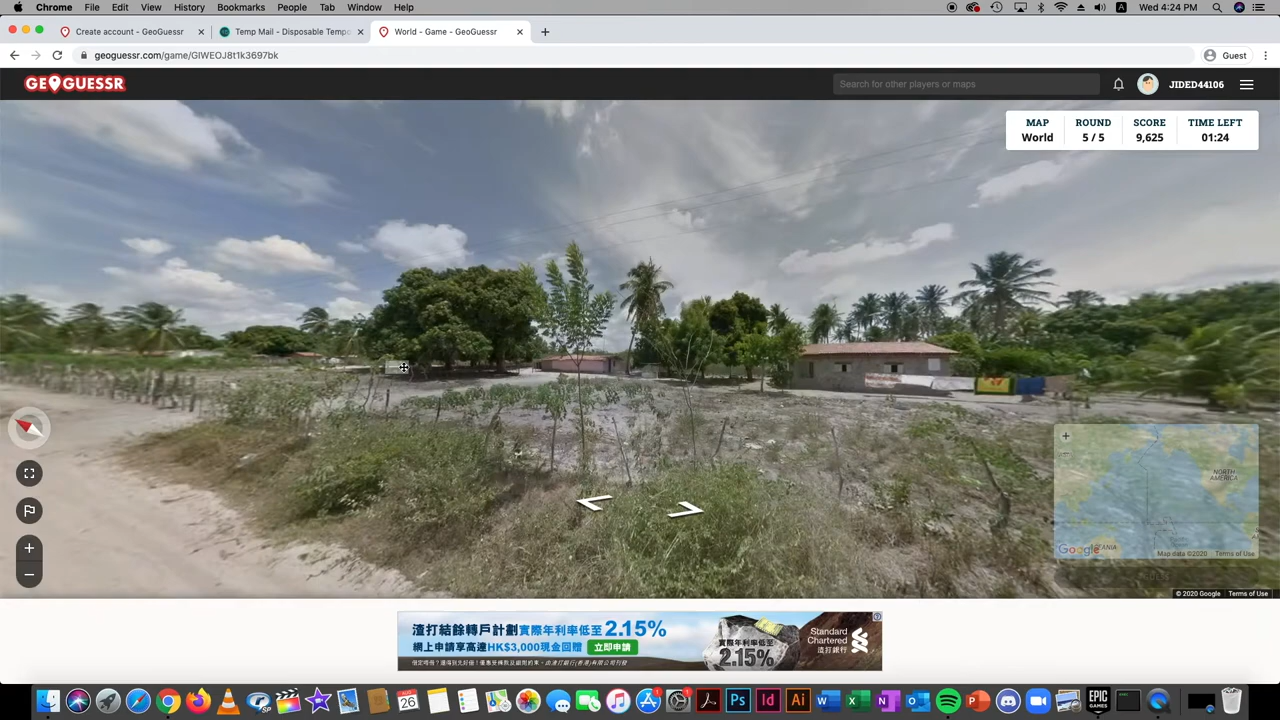 Chrome File Edit View History Bookmarks People Tab Window Help Wed 4:24 PM
Create account - GeoGuessr Temp Mail - Disposable Tempo World - Game - GeoGuessr
geoguessr.com/game/GIWEOJ8t1k3697bk Guest
GEOGUESSR Search for other players or maps JIDED44106
MAP ROUND SCORE TIME LEFT
World 5 / 5 9,625 01:24
NORTH
AMERICA
Google Map data ©2020 Terms of Use
© 2020 Google Terms of Use
渣打結餘轉戶計劃實際年利率低至2.15%
網上申請享高達HK$3,000現金回贈 立即申請
Standard
Chartered
渣打銀行
2.15%